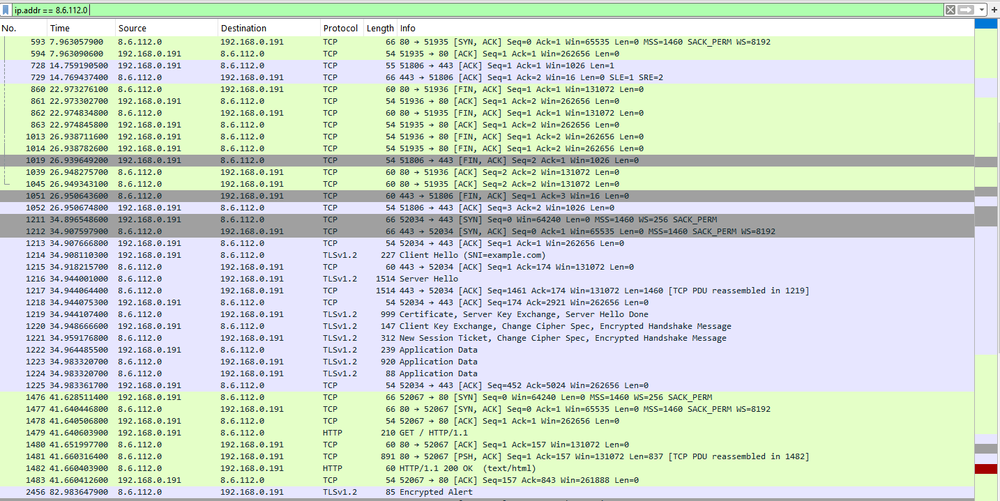 ip.addr == 8.6.112.0
No. Time Source Destination Protocol Length Info
593 7.963057900 8.6.112.0 192.168.0.191 TCP 66 80 → 51935 [SYN, ACK] Seq=0 Ack=1 Win=65535 Len=0 MSS=1460 SACK_PERM WS=8192
594 7.963090600 192.168.0.191 8.6.112.0 TCP 54 51935 → 80 [ACK] Seq=1 Ack=1 Win=262656 Len=0
728 14.759190500 192.168.0.191 8.6.112.0 TCP 55 51806 → 443 [ACK] Seq=1 Ack=1 Win=1026 Len=1
729 14.769437400 8.6.112.0 192.168.0.191 TCP 66 443 → 51806 [ACK] Seq=1 Ack=2 Win=16 Len=0 SLE=1 SRE=2
860 22.973276100 8.6.112.0 192.168.0.191 TCP 60 80 → 51936 [FIN, ACK] Seq=1 Ack=1 Win=131072 Len=0
861 22.973302700 192.168.0.191 8.6.112.0 TCP 54 51936 → 80 [ACK] Seq=1 Ack=2 Win=262656 Len=0
862 22.974834800 8.6.112.0 192.168.0.191 TCP 60 80 → 51935 [FIN, ACK] Seq=1 Ack=1 Win=131072 Len=0
863 22.974845800 192.168.0.191 8.6.112.0 TCP 54 51935 → 80 [ACK] Seq=1 Ack=2 Win=262656 Len=0
1013 26.938711600 192.168.0.191 8.6.112.0 TCP 54 51936 → 80 [FIN, ACK] Seq=1 Ack=2 Win=262656 Len=0
1014 26.938782600 192.168.0.191 8.6.112.0 TCP 54 51935 → 80 [FIN, ACK] Seq=1 Ack=2 Win=262656 Len=0
1019 26.939649200 192.168.0.191 8.6.112.0 TCP 54 51806 → 443 [FIN, ACK] Seq=2 Ack=1 Win=1026 Len=0
1039 26.948275700 8.6.112.0 192.168.0.191 TCP 60 80 → 51936 [ACK] Seq=2 Ack=2 Win=131072 Len=0
1045 26.949343100 8.6.112.0 192.168.0.191 TCP 60 80 → 51935 [ACK] Seq=2 Ack=2 Win=131072 Len=0
1051 26.950643600 8.6.112.0 192.168.0.191 TCP 60 443 → 51806 [FIN, ACK] Seq=1 Ack=3 Win=16 Len=0
1052 26.950674800 192.168.0.191 8.6.112.0 TCP 54 51806 → 443 [ACK] Seq=3 Ack=2 Win=1026 Len=0
1211 34.896548600 192.168.0.191 8.6.112.0 TCP 66 52034 → 443 [SYN] Seq=0 Win=64240 Len=0 MSS=1460 WS=256 SACK_PERM
1212 34.907597900 8.6.112.0 192.168.0.191 TCP 66 443 → 52034 [SYN, ACK] Seq=0 Ack=1 Win=65535 Len=0 MSS=1460 SACK_PERM WS=8192
1213 34.907666800 192.168.0.191 8.6.112.0 TCP 54 52034 → 443 [ACK] Seq=1 Ack=1 Win=262656 Len=0
1214 34.908110300 192.168.0.191 8.6.112.0 TLSv1.2 227 Client Hello (SNI=example.com)
1215 34.918215700 8.6.112.0 192.168.0.191 TCP 60 443 → 52034 [ACK] Seq=1 Ack=174 Win=131072 Len=0
1216 34.944001000 8.6.112.0 192.168.0.191 TLSv1.2 1514 Server Hello
1217 34.944064400 8.6.112.0 192.168.0.191 TCP 1514 443 → 52034 [ACK] Seq=1461 Ack=174 Win=131072 Len=1460 [TCP PDU reassembled in 1219]
1218 34.944075300 192.168.0.191 8.6.112.0 TCP 54 52034 → 443 [ACK] Seq=174 Ack=2921 Win=262656 Len=0
1219 34.944107400 8.6.112.0 192.168.0.191 TLSv1.2 999 Certificate, Server Key Exchange, Server Hello Done
1220 34.948666600 192.168.0.191 8.6.112.0 TLSv1.2 147 Client Key Exchange, Change Cipher Spec, Encrypted Handshake Message
1221 34.959176800 8.6.112.0 192.168.0.191 TLSv1.2 312 New Session Ticket, Change Cipher Spec, Encrypted Handshake Message
1222 34.964485500 192.168.0.191 8.6.112.0 TLSv1.2 239 Application Data
1223 34.983320700 8.6.112.0 192.168.0.191 TLSv1.2 920 Application Data
1224 34.983320700 8.6.112.0 192.168.0.191 TLSv1.2 88 Application Data
1225 34.983361700 192.168.0.191 8.6.112.0 TCP 54 52034 → 443 [ACK] Seq=452 Ack=5024 Win=262656 Len=0
1476 41.628511400 192.168.0.191 8.6.112.0 TCP 66 52067 → 80 [SYN] Seq=0 Win=64240 Len=0 MSS=1460 WS=256 SACK_PERM
1477 41.640446800 8.6.112.0 192.168.0.191 TCP 66 80 → 52067 [SYN, ACK] Seq=0 Ack=1 Win=65535 Len=0 MSS=1460 SACK_PERM WS=8192
1478 41.640506800 192.168.0.191 8.6.112.0 TCP 54 52067 → 80 [ACK] Seq=1 Ack=1 Win=262656 Len=0
1479 41.640603900 192.168.0.191 8.6.112.0 HTTP 210 GET / HTTP/1.1
1480 41.651997700 8.6.112.0 192.168.0.191 TCP 60 80 → 52067 [ACK] Seq=1 Ack=157 Win=131072 Len=0
1481 41.660316400 8.6.112.0 192.168.0.191 TCP 891 80 → 52067 [PSH, ACK] Seq=1 Ack=157 Win=131072 Len=837 [TCP PDU reassembled in 1482]
1482 41.660403900 8.6.112.0 192.168.0.191 HTTP 60 HTTP/1.1 200 OK (text/html)
1483 41.660412600 192.168.0.191 8.6.112.0 TCP 54 52067 → 80 [ACK] Seq=157 Ack=843 Win=261888 Len=0
2456 82.983647900 8.6.112.0 192.168.0.191 TLSv1.2 85 Encrypted Alert